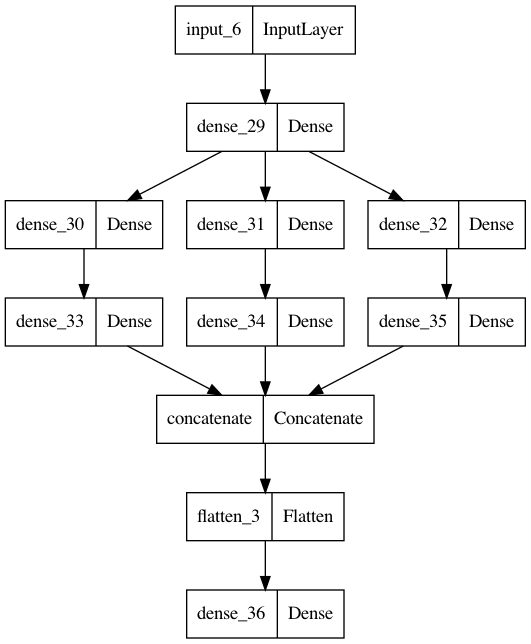 input_6 InputLayer
dense_29 Dense
dense_30 Dense dense_31 Dense dense_32 Dense
dense_33 Dense dense_34 Dense dense_35 Dense
concatenate Concatenate
flatten_3 Flatten
dense_36 Dense